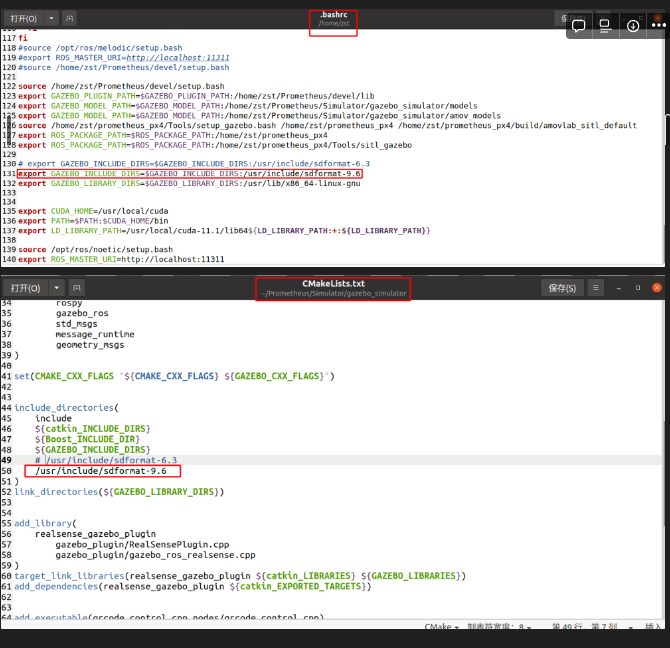 打开(O)
.bashrc
/home/zst
117 fi
118 #source /opt/ros/melodic/setup.bash
119 #export ROS_MASTER_URI=http://localhost:11311
120 #source /home/zst/Prometheus/devel/setup.bash
121
122 source /home/zst/Prometheus/devel/setup.bash
123 export GAZEBO_PLUGIN_PATH=$GAZEBO_PLUGIN_PATH:/home/zst/Prometheus/devel/lib
124 export GAZEBO_MODEL_PATH=$GAZEBO_MODEL_PATH:/home/zst/Prometheus/Simulator/gazebo_simulator/models
125 export GAZEBO_MODEL_PATH=$GAZEBO_MODEL_PATH:/home/zst/Prometheus/Simulator/gazebo_simulator/amov_models
126 source /home/zst/prometheus_px4/Tools/setup_gazebo.bash /home/zst/prometheus_px4 /home/zst/prometheus_px4/build/amovlab_sitl_default
127 export ROS_PACKAGE_PATH=$ROS_PACKAGE_PATH:/home/zst/prometheus_px4
128 export ROS_PACKAGE_PATH=$ROS_PACKAGE_PATH:/home/zst/prometheus_px4/Tools/sitl_gazebo
129
130 # export GAZEBO_INCLUDE_DIRS=$GAZEBO_INCLUDE_DIRS:/usr/include/sdformat-6.3
131 export GAZEBO_INCLUDE_DIRS=$GAZEBO_INCLUDE_DIRS:/usr/include/sdformat-9.6
132 export GAZEBO_LIBRARY_DIRS=$GAZEBO_LIBRARY_DIRS:/usr/lib/x86_64-linux-gnu
133
134
135 export CUDA_HOME=/usr/local/cuda
136 export PATH=$PATH:$CUDA_HOME/bin
137 export LD_LIBRARY_PATH=/usr/local/cuda-11.1/lib64${LD_LIBRARY_PATH:+:${LD_LIBRARY_PATH}}
138
139 source /opt/ros/noetic/setup.bash
140 export ROS_MASTER_URI=http://localhost:11311
打开(O)
CMakeLists.txt
~/Prometheus/Simulator/gazebo_simulator
保存(S)
34 rospy
35 gazebo_ros
36 std_msgs
37 message_runtime
38 geometry_msgs
39 )
40
41 set(CMAKE_CXX_FLAGS "${CMAKE_CXX_FLAGS} ${GAZEBO_CXX_FLAGS}")
42
43
44 include_directories(
45 include
46 ${catkin_INCLUDE_DIRS}
47 ${Boost_INCLUDE_DIR}
48 ${GAZEBO_INCLUDE_DIRS}
49 # /usr/include/sdformat-6.3
50 /usr/include/sdformat-9.6
51 )
52 link_directories(${GAZEBO_LIBRARY_DIRS})
53
54
55 add_library(
56 realsense_gazebo_plugin
57 gazebo_plugin/RealSensePlugin.cpp
58 gazebo_plugin/gazebo_ros_realsense.cpp
59 )
60 target_link_libraries(realsense_gazebo_plugin ${catkin_LIBRARIES} ${GAZEBO_LIBRARIES})
61 add_dependencies(realsense_gazebo_plugin ${catkin_EXPORTED_TARGETS})
62
63
64 add_executable(qrcode_control_cpp nodes/qrcode_control.cpp)
CMake 制表符宽度：8 第 49 行，第 7 列 插入